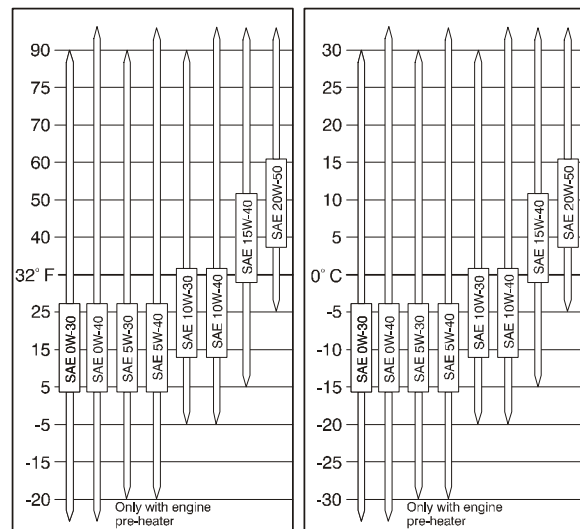 90
75
70
60
50
40
32° F
25
15
5
-5
-15
-20
SAE 0W-30
SAE 0W-40
SAE 5W-30
SAE 5W-40
SAE 10W-30
SAE 10W-40
SAE 15W-40
SAE 20W-50
Only with engine
pre-heater
30
25
20
15
10
5
0° C
-5
-10
-15
-20
-25
-30
SAE 0W-30
SAE 0W-40
SAE 5W-30
SAE 5W-40
SAE 10W-30
SAE 10W-40
SAE 15W-40
SAE 20W-50
Only with engine
pre-heater